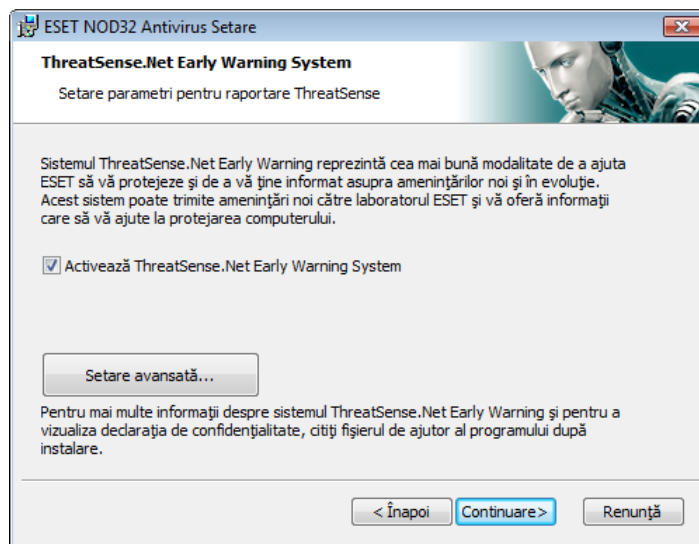 ESET NOD32 Antivirus Setare
ThreatSense.Net Early Warning System
Setare parametri pentru raportare ThreatSense
Sistemul ThreatSense.Net Early Warning reprezintă cea mai bună modalitate de a ajuta
ESET să vă protejeze şi de a vă ţine informat asupra ameninţărilor noi şi în evoluţie.
Acest sistem poate trimite ameninţări noi către laboratorul ESET şi vă oferă informaţii
care să vă ajute la protejarea computerului.
Activează ThreatSense.Net Early Warning System
Setare avansată...
Pentru mai multe informaţii despre sistemul ThreatSense.Net Early Warning şi pentru a
vizualiza declaraţia de confidenţialitate, citiţi fişierul de ajutor al programului după
instalare.
< Înapoi Continuare> Renunţă